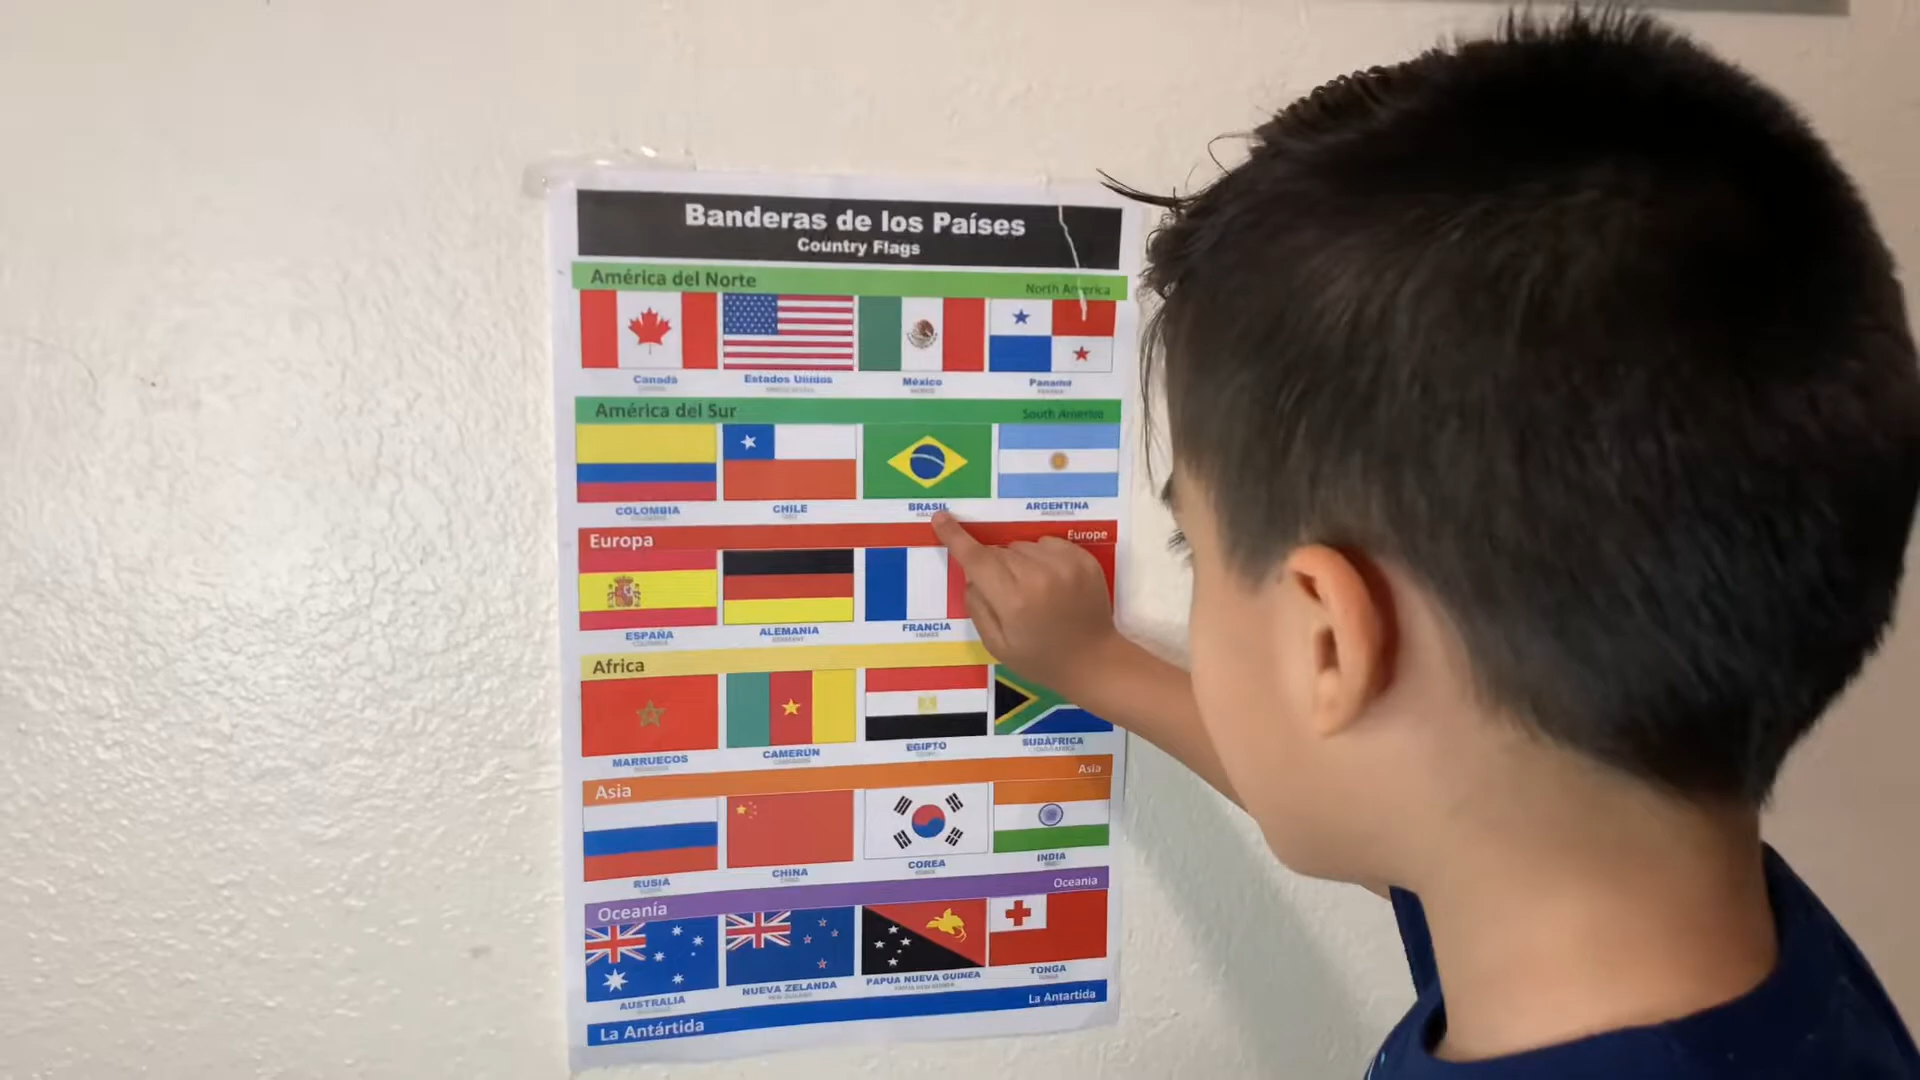 Banderas de los Países
Country Flags
América del Norte North America
Canadá Estados Unidos México Panamá
América del Sur South America
COLOMBIA CHILE BRASIL ARGENTINA
Europa Europe
ESPAÑA ALEMANIA FRANCIA
Africa
MARRUECOS CAMERÚN EGIPTO SUDÁFRICA
Asia Asia
RUSIA CHINA COREA INDIA
Oceanía Oceania
AUSTRALIA NUEVA ZELANDA PAPUA NUEVA GUINEA TONGA
La Antártida La Antartida